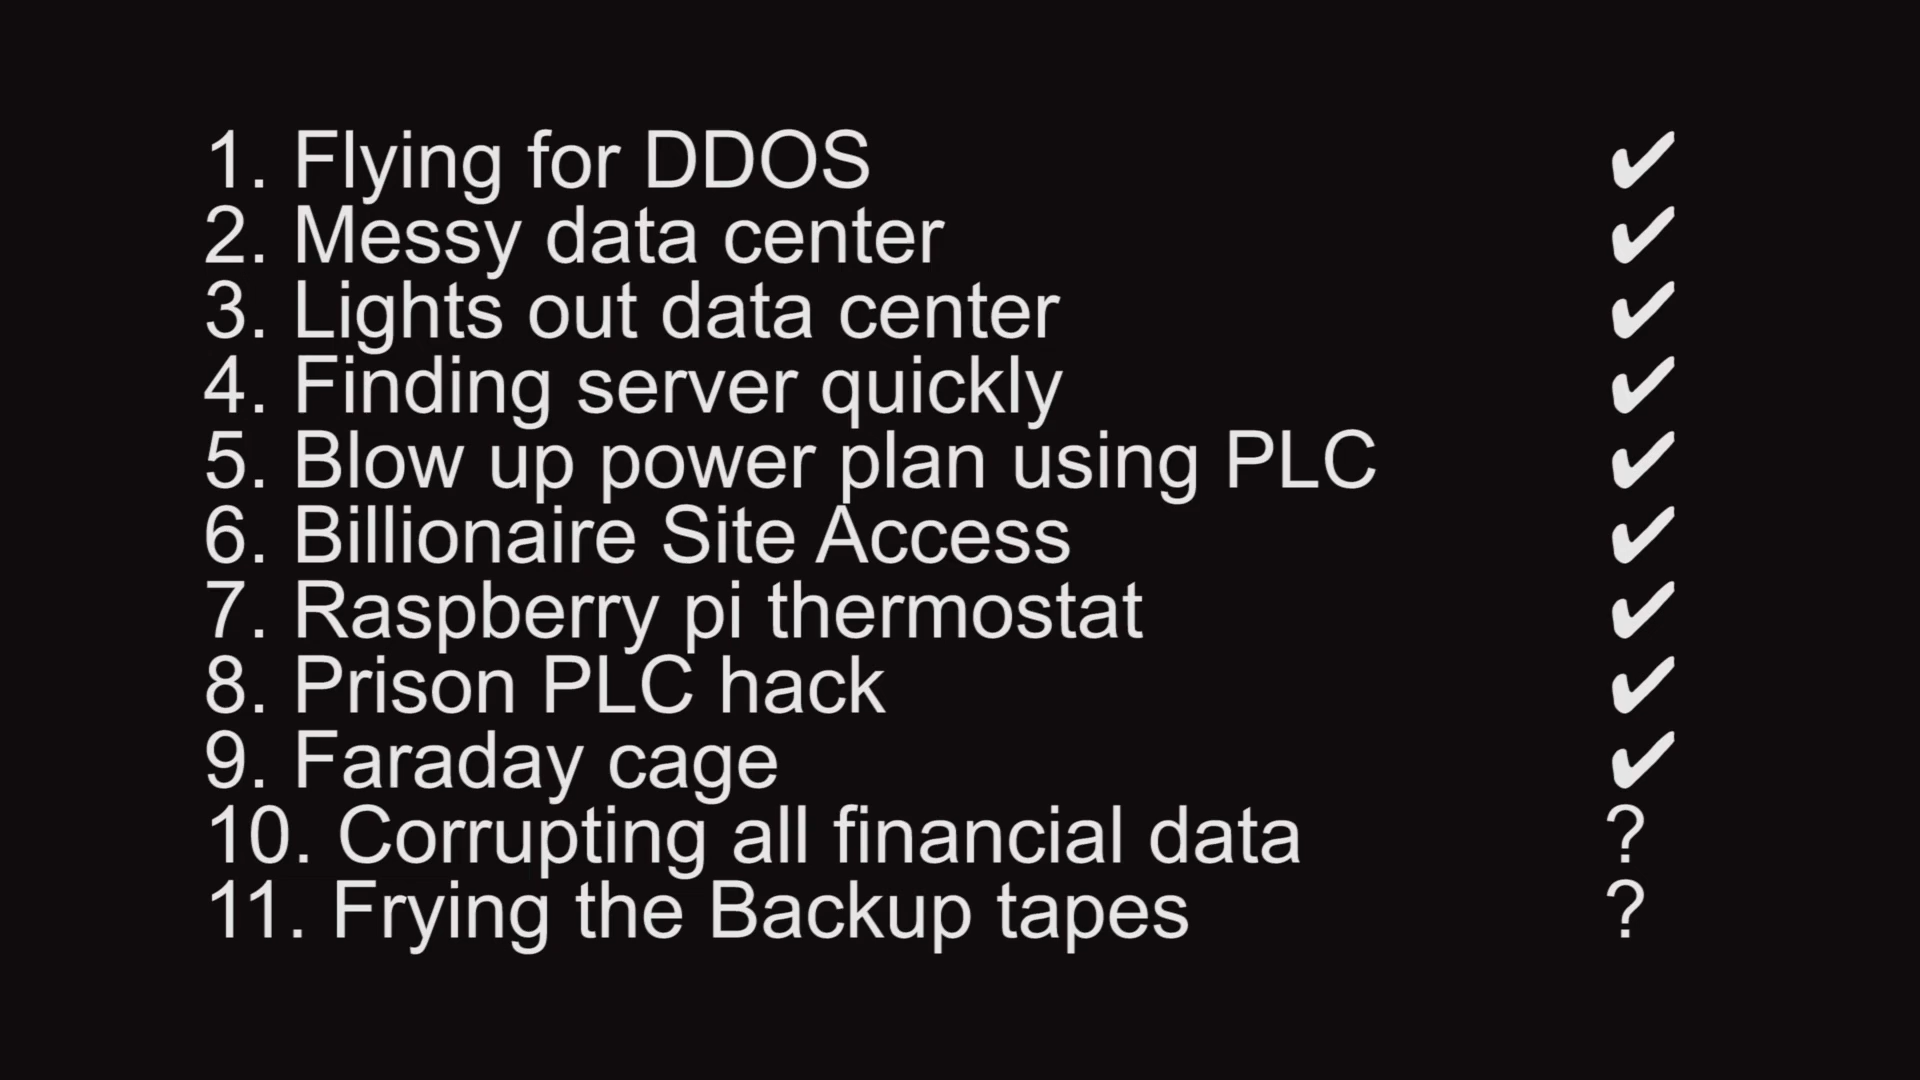 1. Flying for DDOS ✔
2. Messy data center ✔
3. Lights out data center ✔
4. Finding server quickly ✔
5. Blow up power plan using PLC ✔
6. Billionaire Site Access ✔
7. Raspberry pi thermostat ✔
8. Prison PLC hack ✔
9. Faraday cage ✔
10. Corrupting all financial data ?
11. Frying the Backup tapes ?